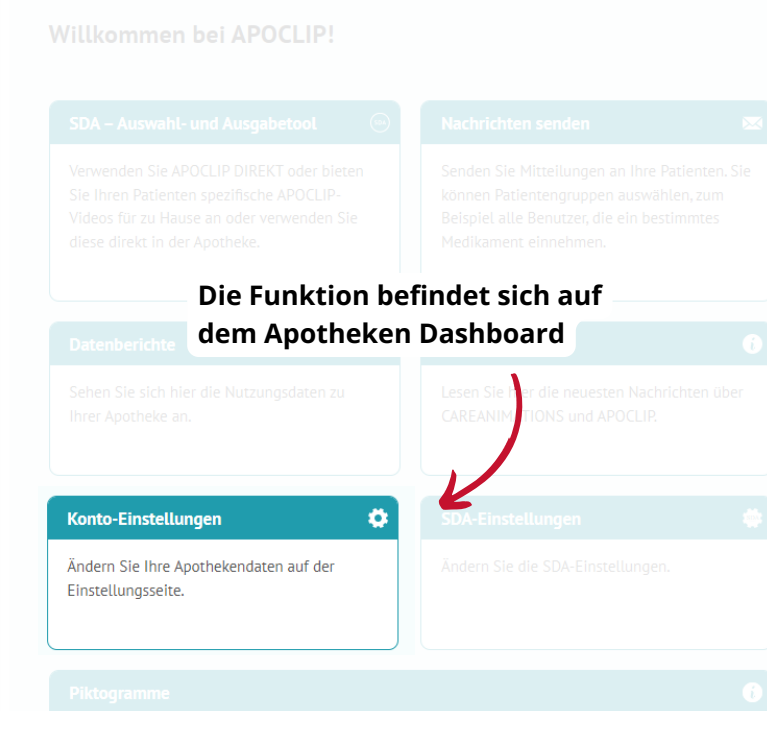 Willkommen bei APOCLIP!
SDA – Auswahl- und Ausgabetool
Verwenden Sie APOCLIP DIREKT oder bieten
Sie Ihren Patienten spezifische APOCLIP-
Videos für zu Hause an oder verwenden Sie
diese direkt in der Apotheke.
Nachrichten senden
Senden Sie Mitteilungen an Ihre Patienten. Sie
können Patientengruppen auswählen, zum
Beispiel alle Benutzer, die ein bestimmtes
Medikament einnehmen.
Die Funktion befindet sich auf
dem Apotheken Dashboard
Datenberichte
Sehen Sie sich hier die Nutzungsdaten zu
Ihrer Apotheke an.
Lesen Sie hier die neuesten Nachrichten über
CAREANIMATIONS und APOCLIP.
Konto-Einstellungen
Ändern Sie Ihre Apothekendaten auf der
Einstellungsseite.
SDA-Einstellungen
Ändern Sie die SDA-Einstellungen.
Piktogramme